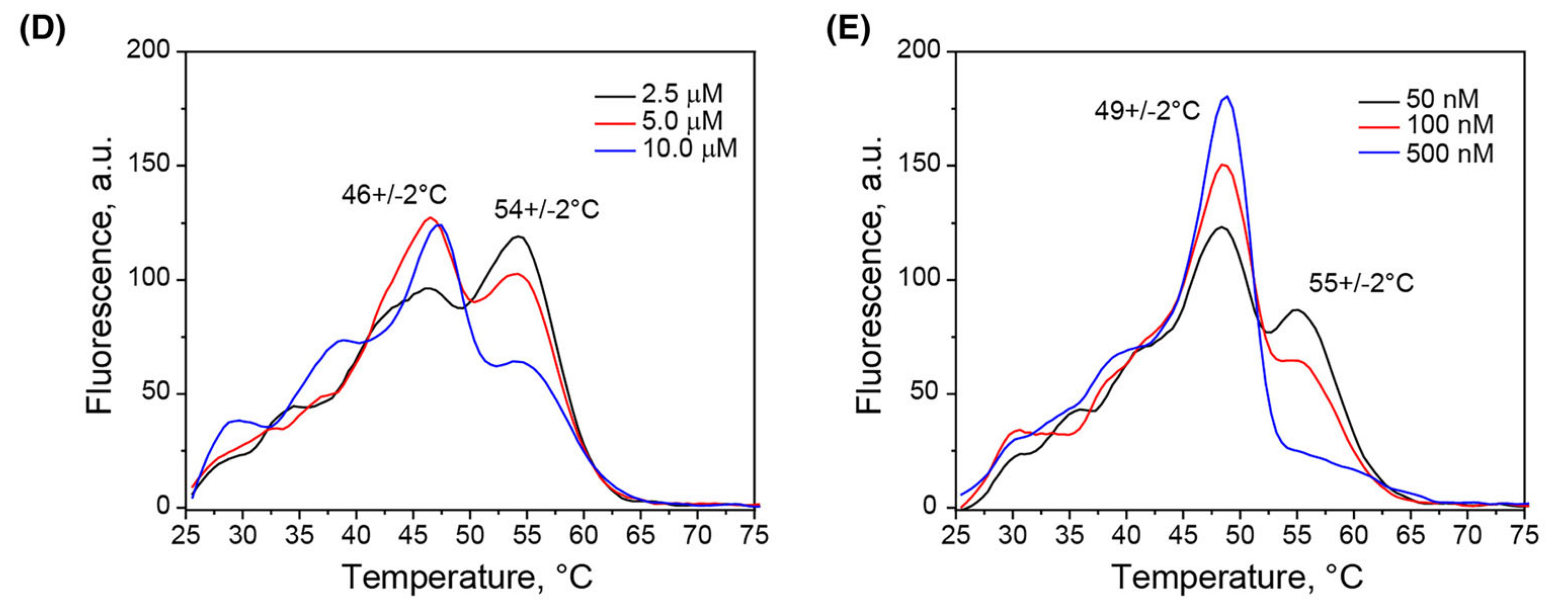 (D)
200
150
100
50
0
Fluorescence, a.u.
2.5 μM
5.0 μM
10.0 μM
46+/-2°C
54+/-2°C
25 30 35 40 45 50 55 60 65 70 75
Temperature, °C
(E)
200
150
100
50
0
Fluorescence, a.u.
50 nM
100 nM
500 nM
49+/-2°C
55+/-2°C
25 30 35 40 45 50 55 60 65 70 75
Temperature, °C